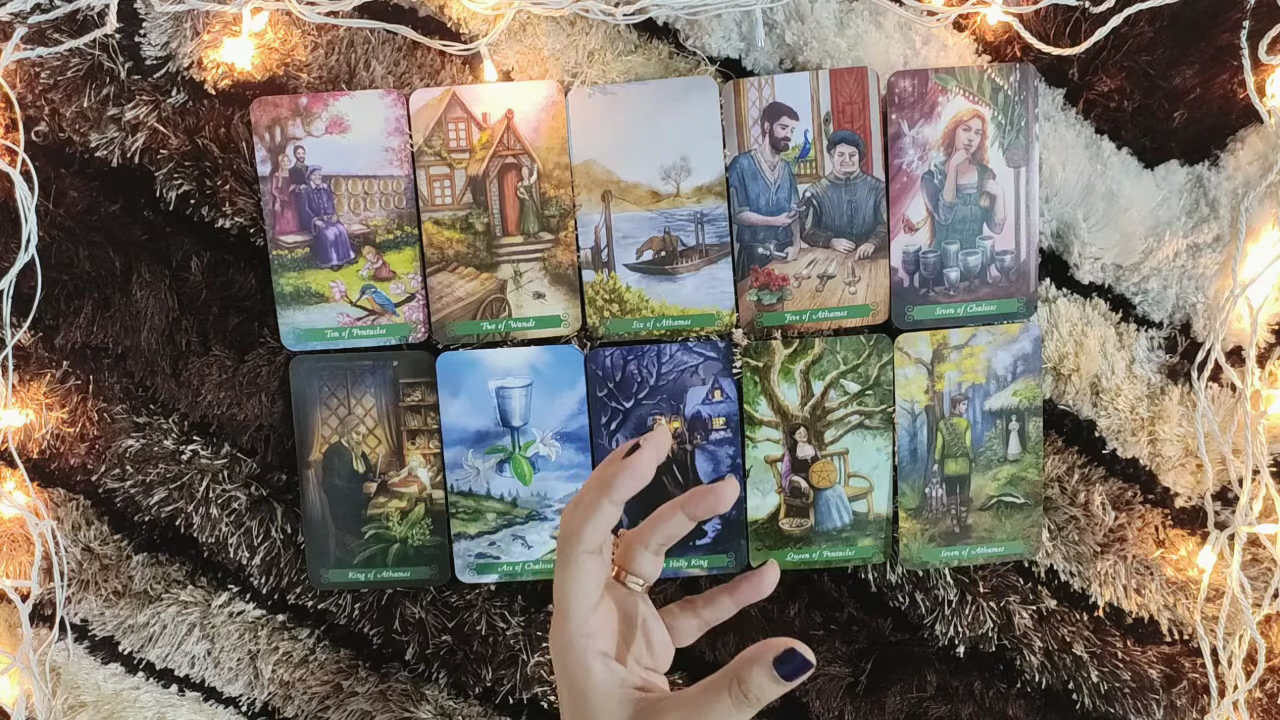 Ten of Pentacles
Two of Wands
Six of Athames
Five of Athames
Seven of Chalices
King of Athames
Ace of Chalices
Holly King
Queen of Pentacles
Seven of Athames